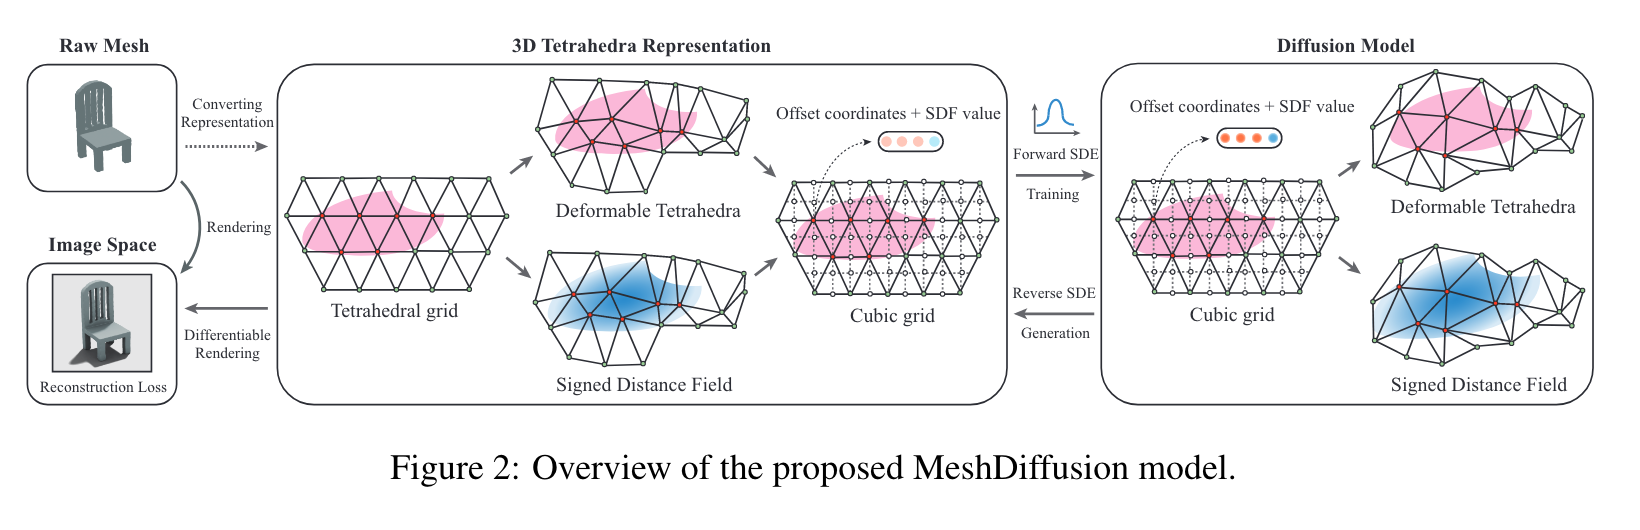 Raw Mesh
3D Tetrahedra Representation
Diffusion Model
Converting
Representation
Rendering
Image Space
Reconstruction Loss
Differentiable
Rendering
Tetrahedral grid
Deformable Tetrahedra
Signed Distance Field
Offset coordinates + SDF value
Cubic grid
Forward SDE
Training
Reverse SDE
Generation
Offset coordinates + SDF value
Cubic grid
Deformable Tetrahedra
Signed Distance Field
Figure 2: Overview of the proposed MeshDiffusion model.